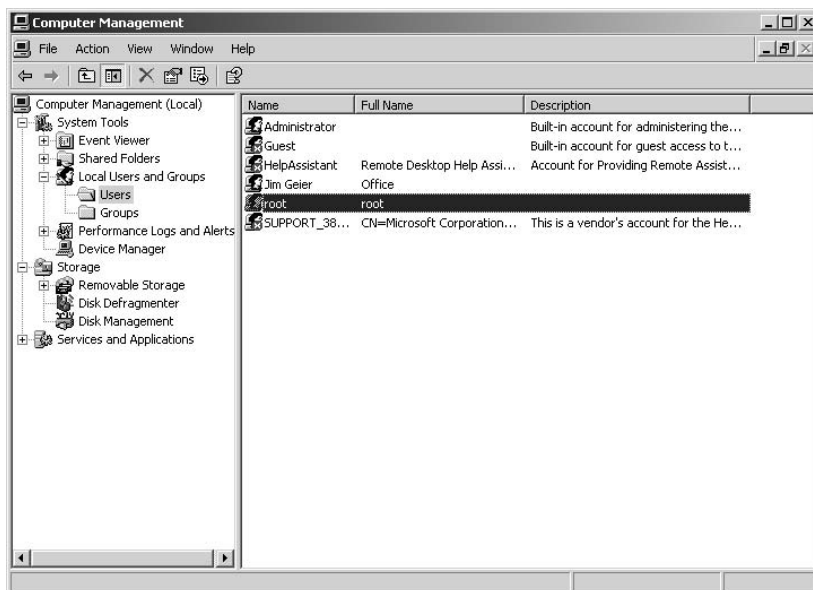 Computer Management
File Action View Window Help
Computer Management (Local)
System Tools
Event Viewer
Shared Folders
Local Users and Groups
Users
Groups
Performance Logs and Alerts
Device Manager
Storage
Removable Storage
Disk Defragmenter
Disk Management
Services and Applications
Name Full Name Description
Administrator Built-in account for administering the...
Guest Built-in account for guest access to t...
HelpAssistant Remote Desktop Help Assi... Account for Providing Remote Assist...
Jim Geier Office
root root
SUPPORT_38... CN=Microsoft Corporation... This is a vendor's account for the He...